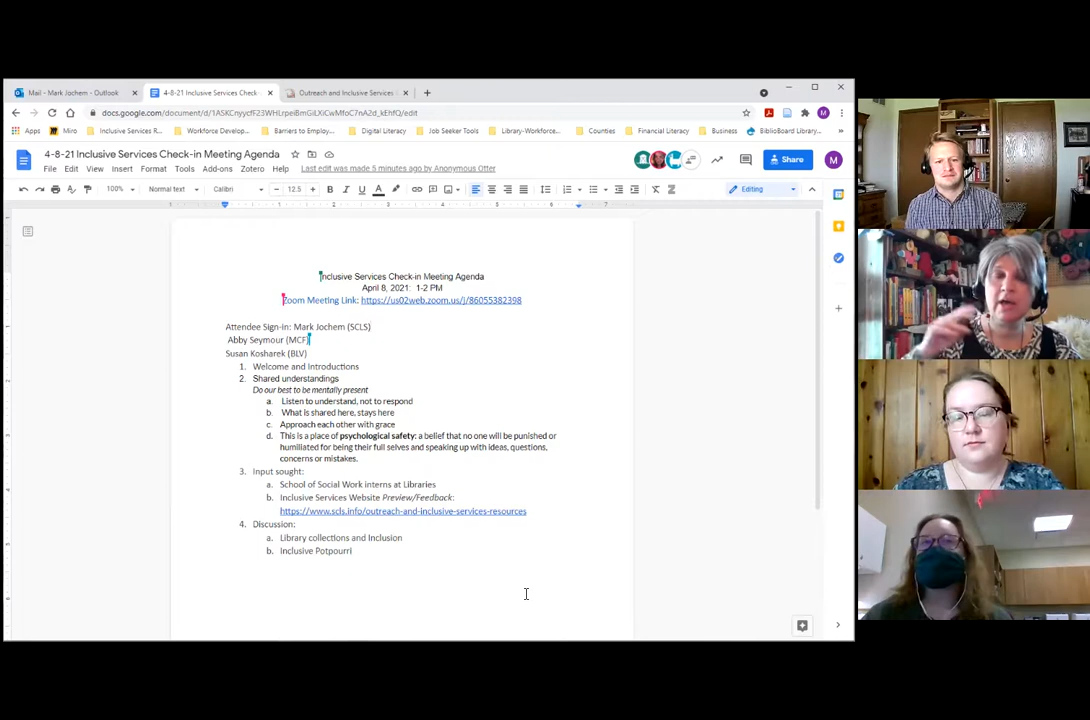 Mail - Mark Jochem - Outlook
4-8-21 Inclusive Services Check-
Outreach and Inclusive Services
docs.google.com/document/d/1ASKCnyycfF23WHLrpeiBmGiLXiCwMfoC7nA2d_kEhfQ/edit
Apps Miro Inclusive Services R... Workforce Develop... Barriers to Employ... Digital Literacy Job Seeker Tools Library-Workforce... Counties Financial Literacy Business BiblioBoard Library...
4-8-21 Inclusive Services Check-in Meeting Agenda
Share
M
File Edit View Insert Format Tools Add-ons Zotero Help Last edit was made 5 minutes ago by Anonymous Otter
100% Normal text Calibri 12.5 B I U A Editing
Inclusive Services Check-in Meeting Agenda
April 8, 2021: 1-2 PM
Zoom Meeting Link: https://us02web.zoom.us/j/86055382398
Attendee Sign-in: Mark Jochem (SCLS)
Abby Seymour (MCF)
Susan Kosharek (BLV)
1. Welcome and Introductions
2. Shared understandings
Do our best to be mentally present
a. Listen to understand, not to respond
b. What is shared here, stays here
c. Approach each other with grace
d. This is a place of psychological safety: a belief that no one will be punished or
humiliated for being their full selves and speaking up with ideas, questions,
concerns or mistakes.
3. Input sought:
a. School of Social Work interns at Libraries
b. Inclusive Services Website Preview/Feedback:
https://www.scls.info/outreach-and-inclusive-services-resources
4. Discussion:
a. Library collections and Inclusion
b. Inclusive Potpourri